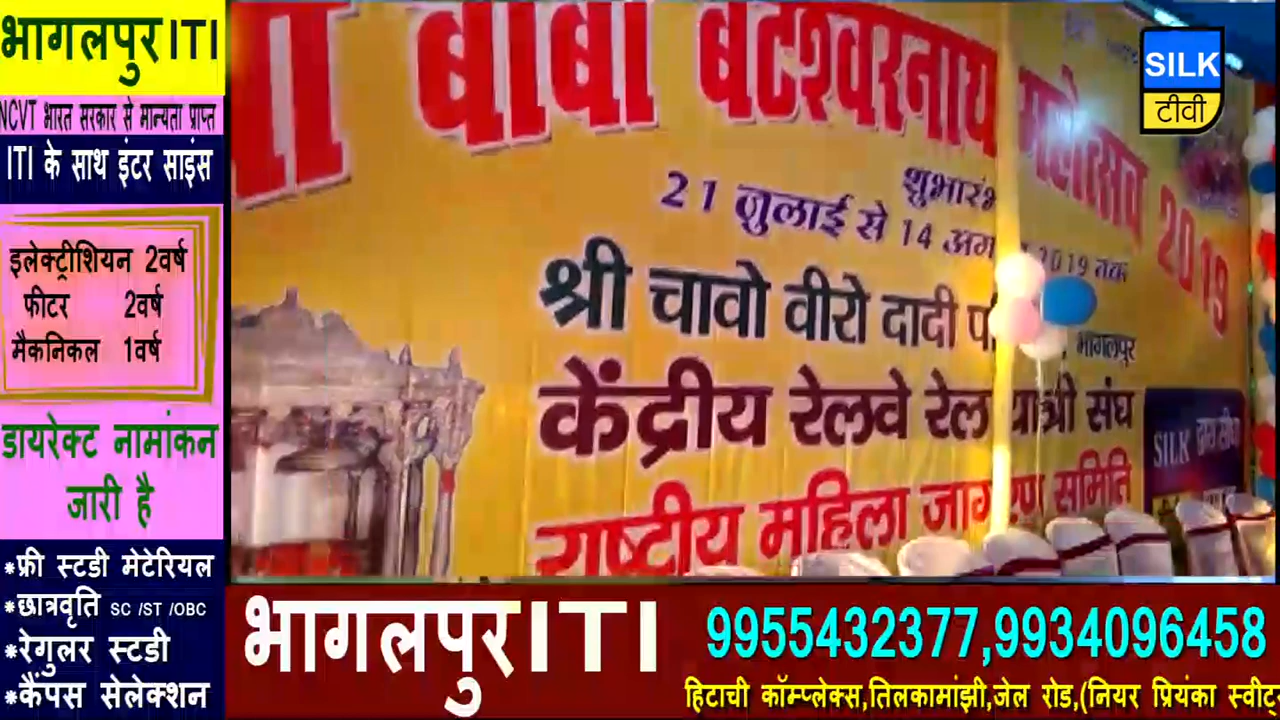 भागलपुर ITI
NCVT भारत सरकार से मान्यता प्राप्त
ITI के साथ इंटर साइंस
इलेक्ट्रीशियन 2वर्ष
फीटर 2वर्ष
मैकनिकल 1वर्ष
डायरेक्ट नामांकन
जारी है
*फ्री स्टडी मेटेरियल
*छात्रवृति SC /ST /OBC
*रेगुलर स्टडी
*कैंपस सेलेक्शन
बाबा बटेश्वरनाथ महोत्सव 2019
शुभारंभ
21 जुलाई से 14 2019 तक
श्री चावो वीरो दादी भागलपुर
केंद्रीय रेलवे रेल यात्री संघ
राष्ट्रीय महिला जागरण समिति
SILK द्वारा सीधा
SILK
टीवी
भागलपुर ITI
9955432377,9934096458
हिटाची कॉम्प्लेक्स,तिलकामांझी,जेल रोड,(नियर प्रियंका